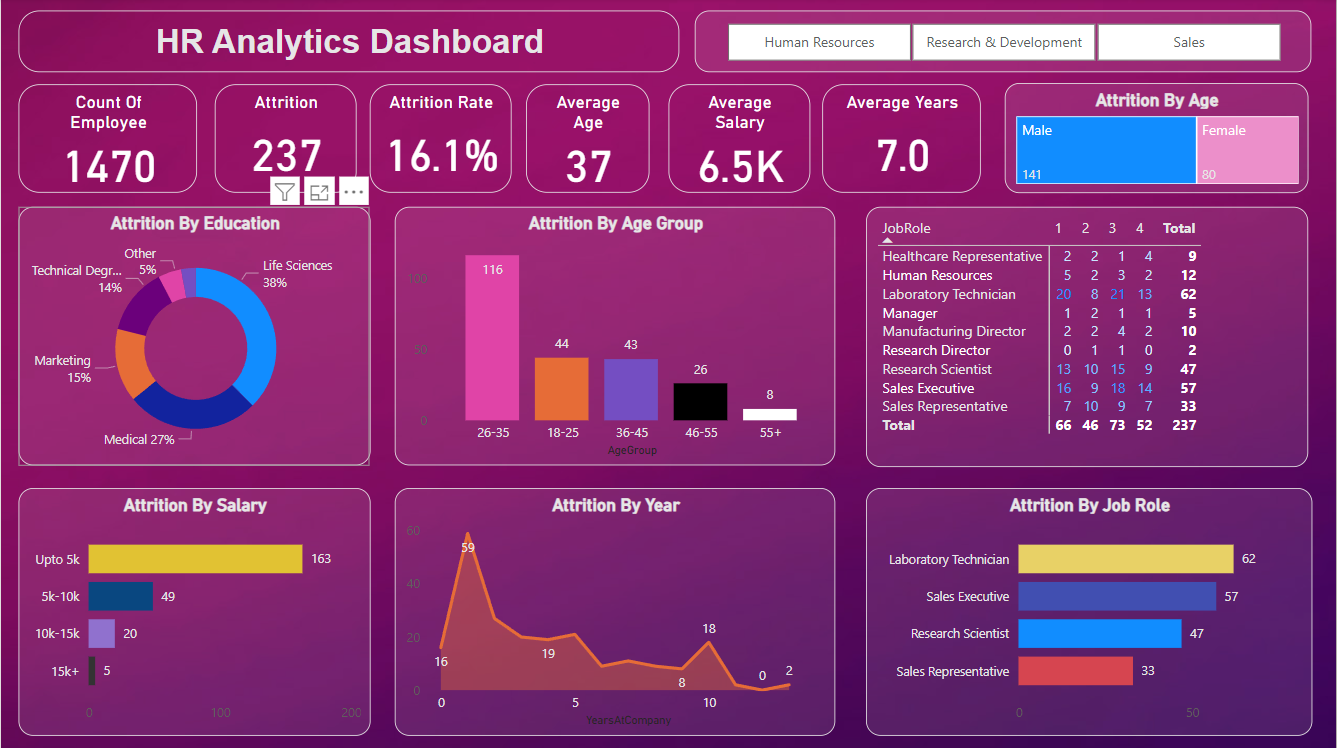 HR Analytics Dashboard
Human Resources
Research & Development
Sales
Count Of
Employee
1470
Attrition
237
Attrition Rate
16.1%
Average
Age
37
Average
Salary
6.5K
Average Years
7.0
Attrition By Age
Male
141
Female
80
Attrition By Education
Other
5%
Life Sciences
38%
Technical Degr...
14%
Marketing
15%
Medical 27%
Attrition By Age Group
100
50
0
116
44
43
26
8
26-35
18-25
36-45
46-55
55+
AgeGroup
JobRole 1 2 3 4 Total
Healthcare Representative 2 2 1 4 9
Human Resources 5 2 3 2 12
Laboratory Technician 20 8 21 13 62
Manager 1 2 1 1 5
Manufacturing Director 2 2 4 2 10
Research Director 0 1 1 0 2
Research Scientist 13 10 15 9 47
Sales Executive 16 9 18 14 57
Sales Representative 7 10 9 7 33
Total 66 46 73 52 237
Attrition By Salary
Upto 5k 163
5k-10k 49
10k-15k 20
15k+ 5
0 100 200
Attrition By Year
60
40
20
0
59
16
19
8
18
0
2
0 5 10
YearsAtCompany
Attrition By Job Role
Laboratory Technician 62
Sales Executive 57
Research Scientist 47
Sales Representative 33
0 50